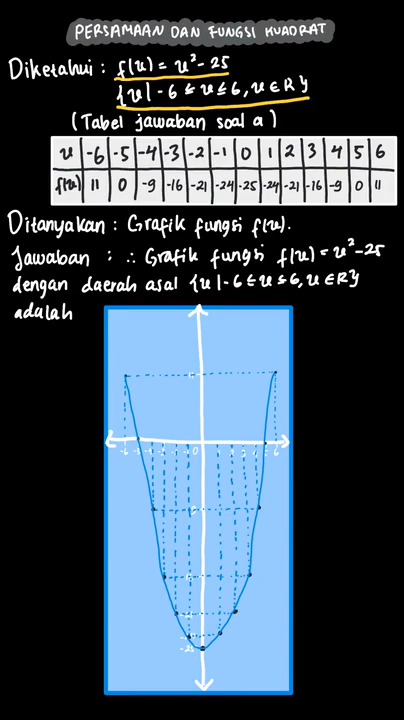 PERSAMAAN DAN FUNGSI KUADRAT
Diketahui : f(x) = x² - 25
{x | -6 ≤ x ≤ 6, x ∈ R}
(Tabel jawaban soal a)
x -6 -5 -4 -3 -2 -1 0 1 2 3 4 5 6
f(x) 11 0 -9 -16 -21 -24 -25 -24 -21 -16 -9 0 11
Ditanyakan : Grafik fungsi f(x).
Jawaban : ∴ Grafik fungsi f(x) = x² - 25
dengan daerah asal {x | -6 ≤ x ≤ 6, x ∈ R}
adalah
-25